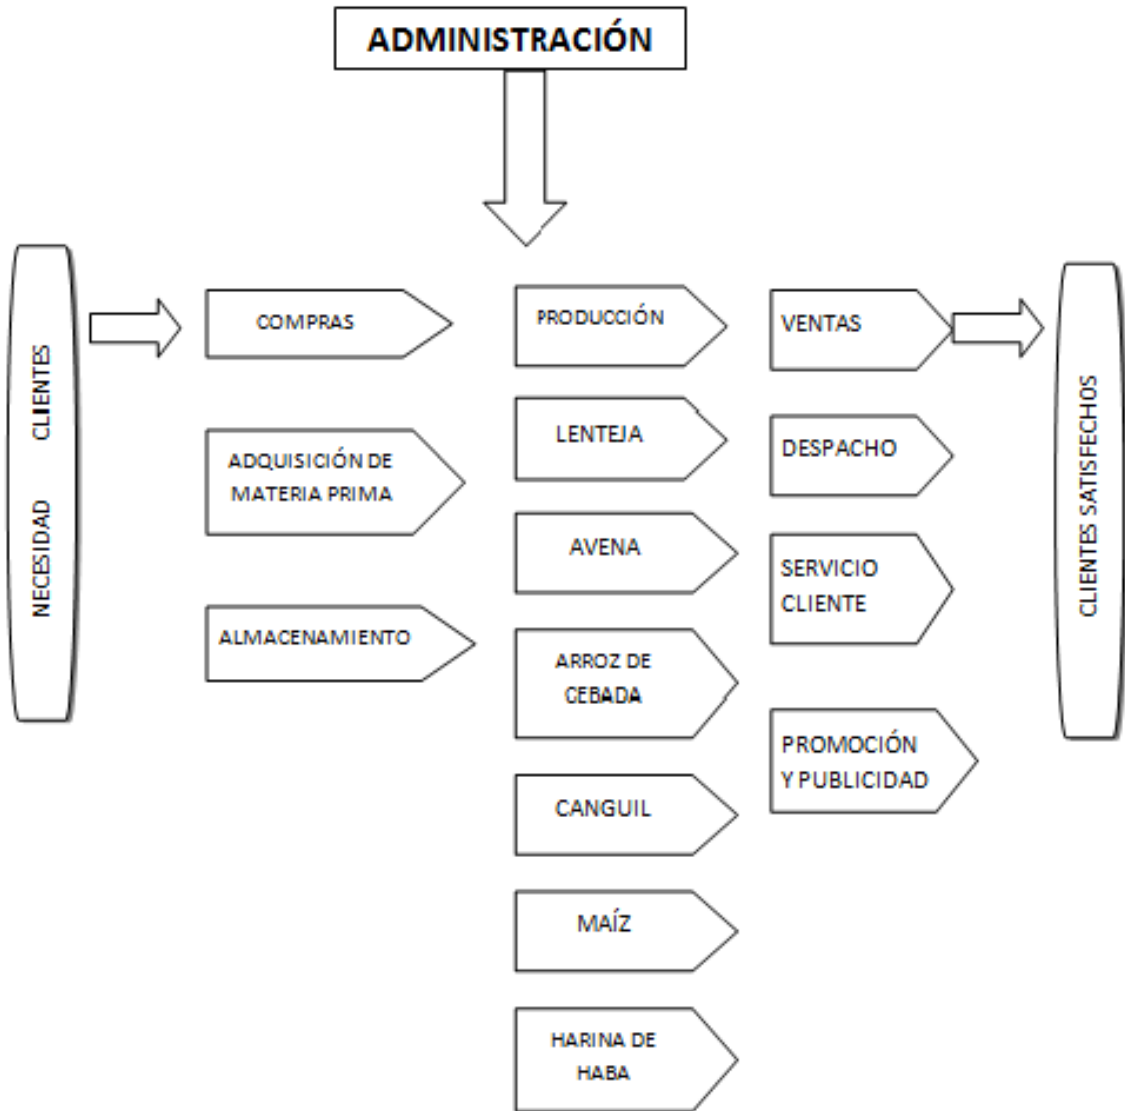 ADMINISTRACIÓN
NECESIDAD CLIENTES
COMPRAS
ADQUISICIÓN DE
MATERIA PRIMA
ALMACENAMIENTO
PRODUCCIÓN
LENTEJA
AVENA
ARROZ DE
CEBADA
CANGUIL
MAÍZ
HARINA DE
HABA
VENTAS
DESPACHO
SERVICIO
CLIENTE
PROMOCIÓN
Y PUBLICIDAD
CLIENTES SATISFECHOS